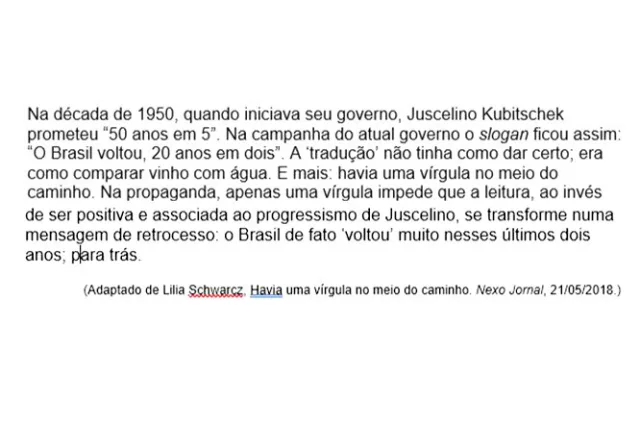 Na década de 1950, quando iniciava seu governo, Juscelino Kubitschek
prometeu “50 anos em 5”. Na campanha do atual governo o slogan ficou assim:
“O Brasil voltou, 20 anos em dois”. A ‘tradução’ não tinha como dar certo; era
como comparar vinho com água. E mais: havia uma vírgula no meio do
caminho. Na propaganda, apenas uma vírgula impede que a leitura, ao invés
de ser positiva e associada ao progressismo de Juscelino, se transforme numa
mensagem de retrocesso: o Brasil de fato ‘voltou’ muito nesses últimos dois
anos; para trás.
(Adaptado de Lilia Schwarcz, Havia uma vírgula no meio do caminho. Nexo Jornal, 21/05/2018.)